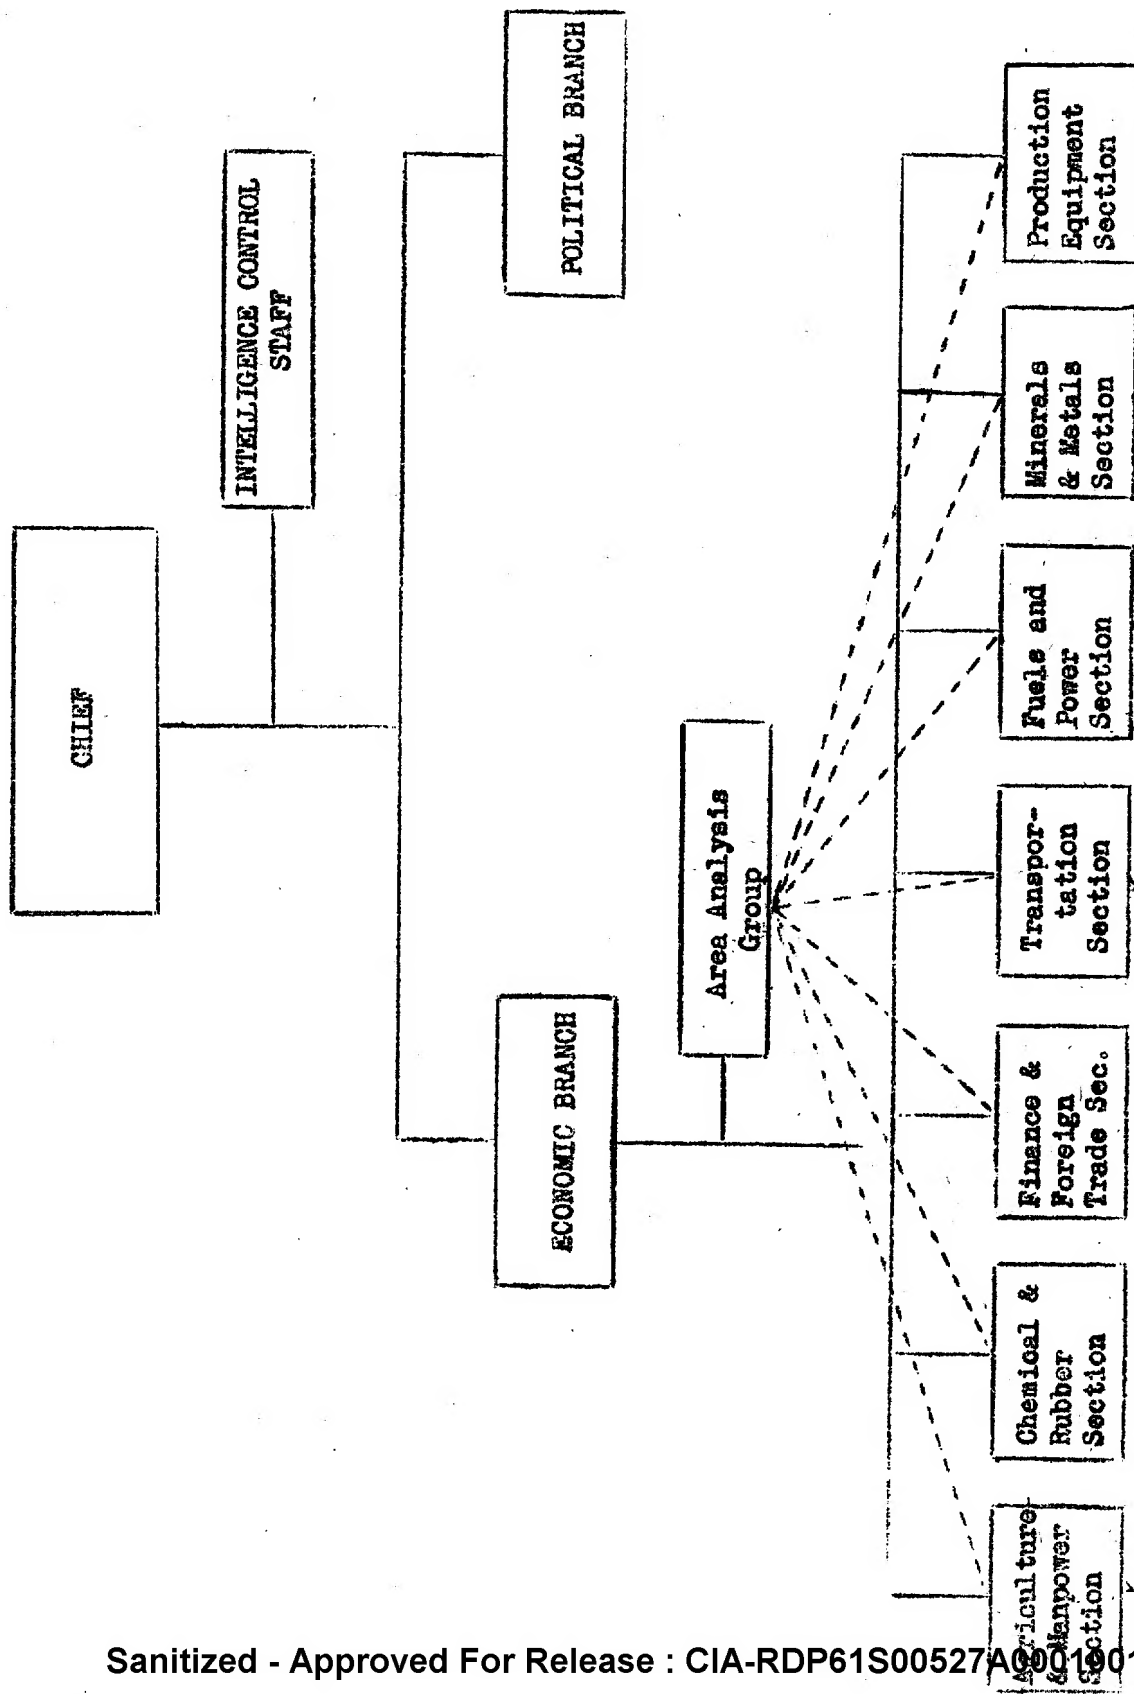 CHIEF
INTELLIGENCE CONTROL
STAFF
ECONOMIC BRANCH
POLITICAL BRANCH
Area Analysis
Group
Agriculture
& Manpower
Section
Chemical &
Rubber
Section
Finance &
Foreign
Trade Sec.
Transpor-
tation
Section
Fuels and
Power
Section
Minerals
& Metals
Section
Production
Equipment
Section
Sanitized - Approved For Release : CIA-RDP61S00527A0001001